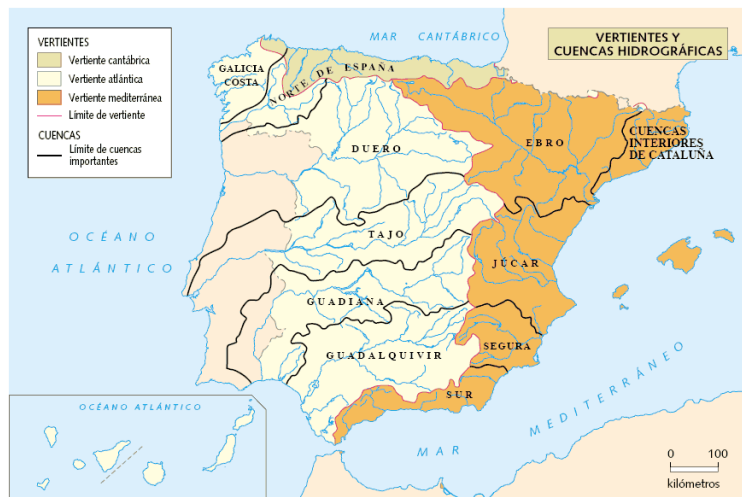 MAR CANTÁBRICO
VERTIENTES Y
CUENCAS HIDROGRÁFICAS
VERTIENTES
Vertiente cantábrica
Vertiente atlántica
Vertiente mediterránea
Límite de vertiente
CUENCAS
Límite de cuencas
importantes
GALICIA
COSTA
NORTE DE ESPAÑA
DUERO
EBRO
CUENCAS
INTERIORES
DE CATALUÑA
OCÉANO
ATLÁNTICO
TAJO
JÚCAR
GUADIANA
GUADALQUIVIR
SEGURA
SUR
MAR MEDITERRÁNEO
OCÉANO ATLÁNTICO
0 100
kilómetros